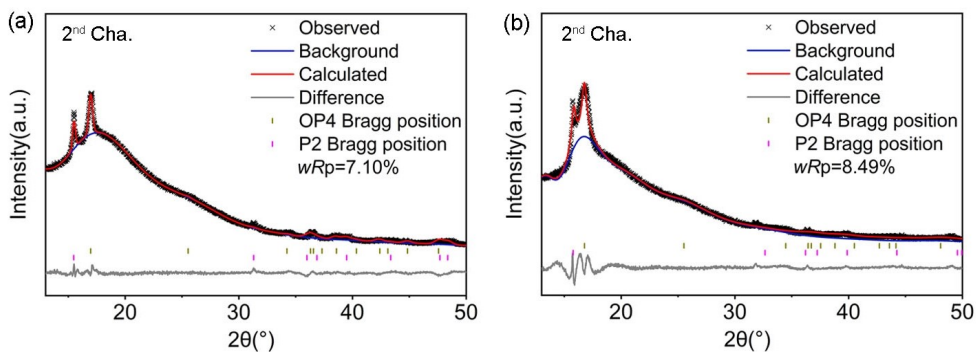 (a)
2nd Cha.
Observed
Background
Calculated
Difference
OP4 Bragg position
P2 Bragg position
wRp=7.10%
Intensity(a.u.)
20 30 40 50
2θ(°)
(b)
2nd Cha.
Observed
Background
Calculated
Difference
OP4 Bragg position
P2 Bragg position
wRp=8.49%
Intensity(a.u.)
20 30 40 50
2θ(°)